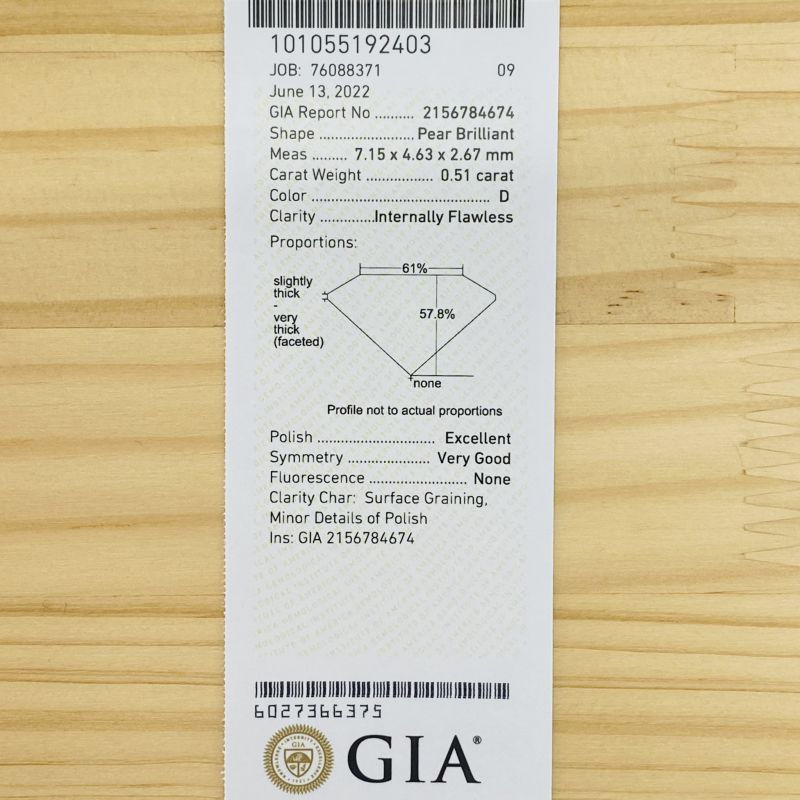 101055192403
JOB: 76088371 09
June 13, 2022
GIA Report No .......... 2156784674
Shape ...................... Pear Brilliant
Meas ......... 7.15 x 4.63 x 2.67 mm
Carat Weight ................. 0.51 carat
Color ................................................ D
Clarity .............Internally Flawless
Proportions:
61%
slightly
thick
-
very
thick
(faceted)
57.8%
none
Profile not to actual proportions
Polish ............................. Excellent
Symmetry .................... Very Good
Fluorescence ........................ None
Clarity Char: Surface Graining,
Minor Details of Polish
Ins: GIA 2156784674
6027366375
GIA
GIA®